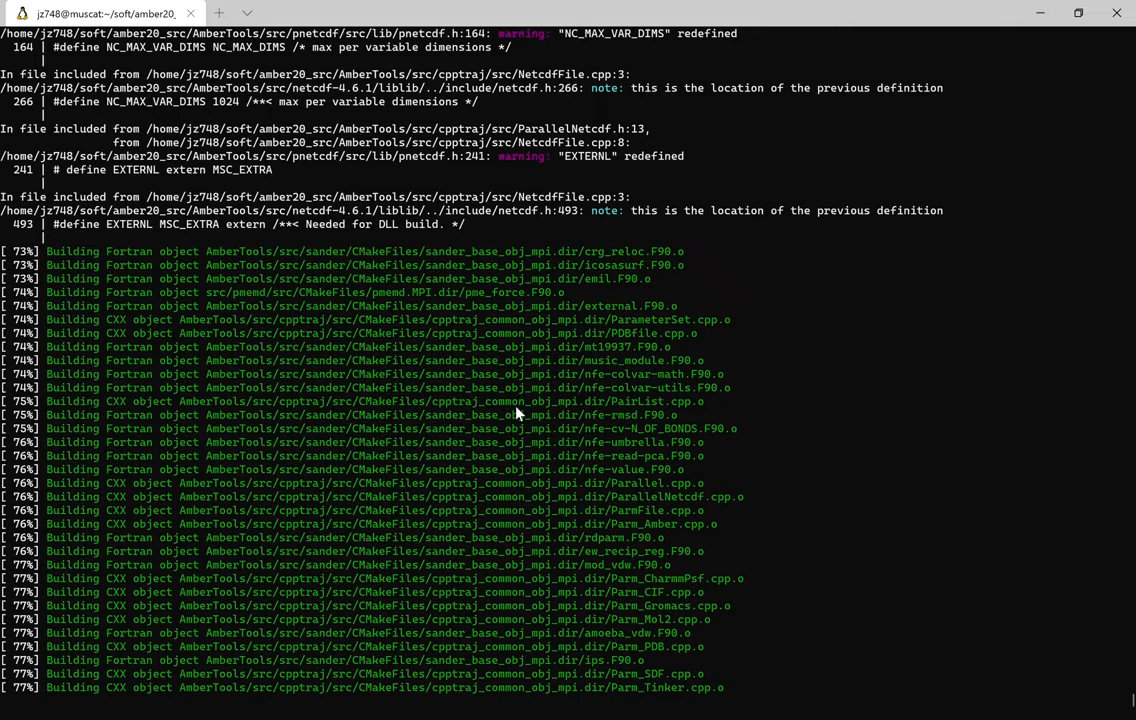 jz748@muscat:~/soft/amber20_
/home/jz748/soft/amber20_src/AmberTools/src/pnetcdf/src/lib/pnetcdf.h:164: warning: "NC_MAX_VAR_DIMS" redefined
164 | #define NC_MAX_VAR_DIMS NC_MAX_DIMS /* max per variable dimensions */
|
In file included from /home/jz748/soft/amber20_src/AmberTools/src/cpptraj/src/NetcdfFile.cpp:3:
/home/jz748/soft/amber20_src/AmberTools/src/netcdf-4.6.1/liblib/../include/netcdf.h:266: note: this is the location of the previous definition
266 | #define NC_MAX_VAR_DIMS 1024 /**< max per variable dimensions */
|
In file included from /home/jz748/soft/amber20_src/AmberTools/src/cpptraj/src/ParallelNetcdf.h:13,
from /home/jz748/soft/amber20_src/AmberTools/src/cpptraj/src/NetcdfFile.cpp:8:
/home/jz748/soft/amber20_src/AmberTools/src/pnetcdf/src/lib/pnetcdf.h:241: warning: "EXTERNL" redefined
241 | # define EXTERNL extern MSC_EXTRA
|
In file included from /home/jz748/soft/amber20_src/AmberTools/src/cpptraj/src/NetcdfFile.cpp:3:
/home/jz748/soft/amber20_src/AmberTools/src/netcdf-4.6.1/liblib/../include/netcdf.h:493: note: this is the location of the previous definition
493 | #define EXTERNL MSC_EXTRA extern /**< Needed for DLL build. */
|
[ 73%] Building Fortran object AmberTools/src/sander/CMakeFiles/sander_base_obj_mpi.dir/crg_reloc.F90.o
[ 73%] Building Fortran object AmberTools/src/sander/CMakeFiles/sander_base_obj_mpi.dir/icosasurf.F90.o
[ 73%] Building Fortran object AmberTools/src/sander/CMakeFiles/sander_base_obj_mpi.dir/emil.F90.o
[ 74%] Building Fortran object src/pmemd/src/CMakeFiles/pmemd.MPI.dir/pme_force.F90.o
[ 74%] Building Fortran object AmberTools/src/sander/CMakeFiles/sander_base_obj_mpi.dir/external.F90.o
[ 74%] Building CXX object AmberTools/src/cpptraj/src/CMakeFiles/cpptraj_common_obj_mpi.dir/ParameterSet.cpp.o
[ 74%] Building CXX object AmberTools/src/cpptraj/src/CMakeFiles/cpptraj_common_obj_mpi.dir/PDBfile.cpp.o
[ 74%] Building Fortran object AmberTools/src/sander/CMakeFiles/sander_base_obj_mpi.dir/mt19937.F90.o
[ 74%] Building Fortran object AmberTools/src/sander/CMakeFiles/sander_base_obj_mpi.dir/music_module.F90.o
[ 74%] Building Fortran object AmberTools/src/sander/CMakeFiles/sander_base_obj_mpi.dir/nfe-colvar-math.F90.o
[ 74%] Building Fortran object AmberTools/src/sander/CMakeFiles/sander_base_obj_mpi.dir/nfe-colvar-utils.F90.o
[ 75%] Building CXX object AmberTools/src/cpptraj/src/CMakeFiles/cpptraj_common_obj_mpi.dir/PairList.cpp.o
[ 75%] Building Fortran object AmberTools/src/sander/CMakeFiles/sander_base_obj_mpi.dir/nfe-rmsd.F90.o
[ 75%] Building Fortran object AmberTools/src/sander/CMakeFiles/sander_base_obj_mpi.dir/nfe-cv-N_OF_BONDS.F90.o
[ 76%] Building Fortran object AmberTools/src/sander/CMakeFiles/sander_base_obj_mpi.dir/nfe-umbrella.F90.o
[ 76%] Building Fortran object AmberTools/src/sander/CMakeFiles/sander_base_obj_mpi.dir/nfe-read-pca.F90.o
[ 76%] Building Fortran object AmberTools/src/sander/CMakeFiles/sander_base_obj_mpi.dir/nfe-value.F90.o
[ 76%] Building CXX object AmberTools/src/cpptraj/src/CMakeFiles/cpptraj_common_obj_mpi.dir/Parallel.cpp.o
[ 76%] Building CXX object AmberTools/src/cpptraj/src/CMakeFiles/cpptraj_common_obj_mpi.dir/ParallelNetcdf.cpp.o
[ 76%] Building CXX object AmberTools/src/cpptraj/src/CMakeFiles/cpptraj_common_obj_mpi.dir/ParmFile.cpp.o
[ 76%] Building CXX object AmberTools/src/cpptraj/src/CMakeFiles/cpptraj_common_obj_mpi.dir/Parm_Amber.cpp.o
[ 76%] Building Fortran object AmberTools/src/sander/CMakeFiles/sander_base_obj_mpi.dir/rdparm.F90.o
[ 76%] Building Fortran object AmberTools/src/sander/CMakeFiles/sander_base_obj_mpi.dir/ew_recip_reg.F90.o
[ 77%] Building Fortran object AmberTools/src/sander/CMakeFiles/sander_base_obj_mpi.dir/mod_vdw.F90.o
[ 77%] Building CXX object AmberTools/src/cpptraj/src/CMakeFiles/cpptraj_common_obj_mpi.dir/Parm_CharmmPsf.cpp.o
[ 77%] Building CXX object AmberTools/src/cpptraj/src/CMakeFiles/cpptraj_common_obj_mpi.dir/Parm_CIF.cpp.o
[ 77%] Building CXX object AmberTools/src/cpptraj/src/CMakeFiles/cpptraj_common_obj_mpi.dir/Parm_Gromacs.cpp.o
[ 77%] Building CXX object AmberTools/src/cpptraj/src/CMakeFiles/cpptraj_common_obj_mpi.dir/Parm_Mol2.cpp.o
[ 77%] Building Fortran object AmberTools/src/sander/CMakeFiles/sander_base_obj_mpi.dir/amoeba_vdw.F90.o
[ 77%] Building CXX object AmberTools/src/cpptraj/src/CMakeFiles/cpptraj_common_obj_mpi.dir/Parm_PDB.cpp.o
[ 77%] Building Fortran object AmberTools/src/sander/CMakeFiles/sander_base_obj_mpi.dir/ips.F90.o
[ 77%] Building CXX object AmberTools/src/cpptraj/src/CMakeFiles/cpptraj_common_obj_mpi.dir/Parm_SDF.cpp.o
[ 77%] Building CXX object AmberTools/src/cpptraj/src/CMakeFiles/cpptraj_common_obj_mpi.dir/Parm_Tinker.cpp.o